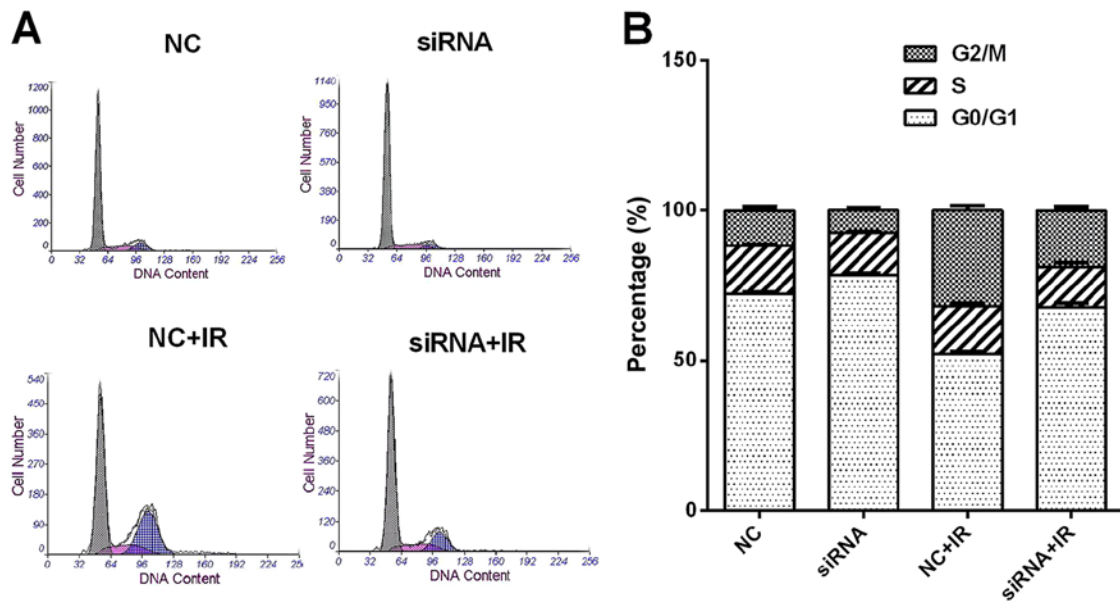 A
NC
1200
1000
800
600
400
200
0
Cell Number
0 32 64 96 128 160 192 224 256
DNA Content
siRNA
1140
950
760
570
380
190
0
Cell Number
0 32 64 96 128 160 192 224 256
DNA Content
NC+IR
540
450
360
270
180
90
0
Cell Number
0 32 64 96 128 160 192 224 25
DNA Content
siRNA+IR
720
600
480
360
240
120
0
Cell Number
0 32 64 96 128 160 192 224 256
DNA Content
B
G2/M
S
G0/G1
150
100
50
0
Percentage (%)
NC
siRNA
NC+IR
siRNA+IR